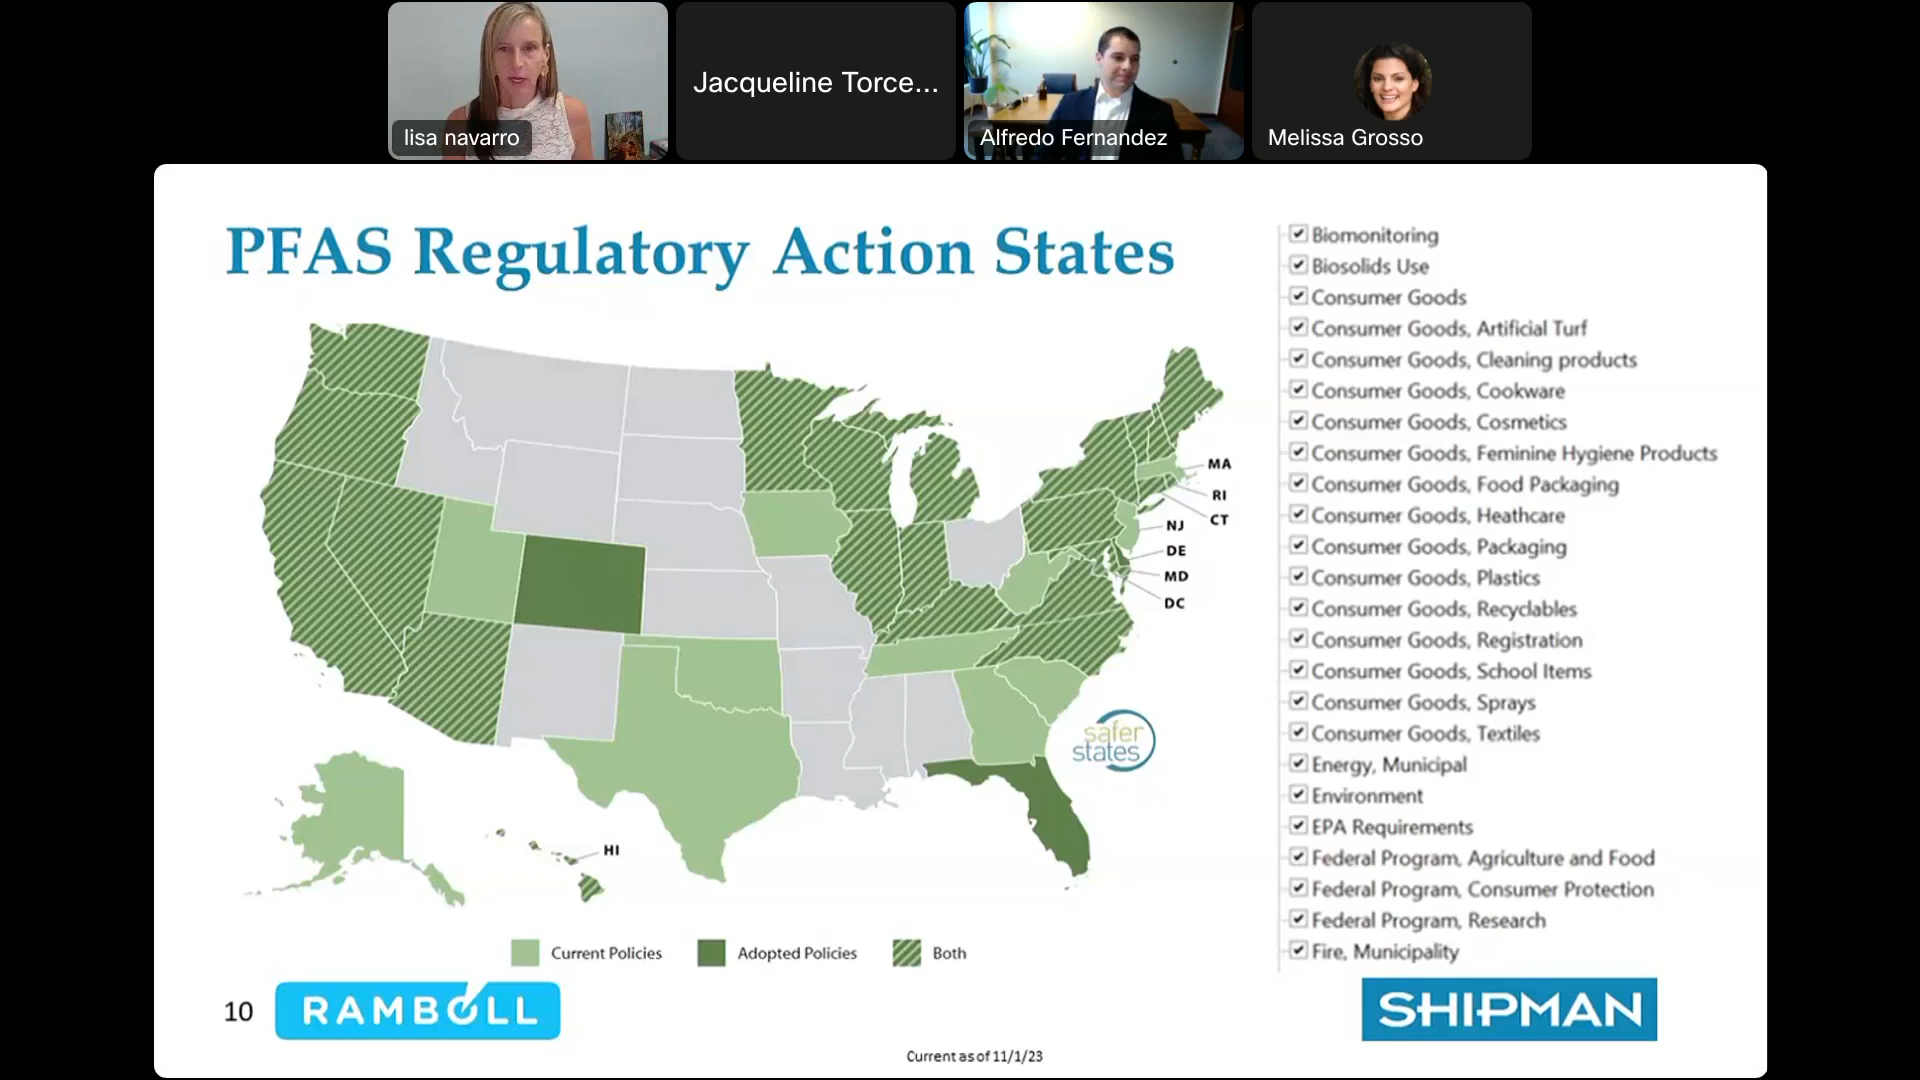 lisa navarro
Jacqueline Torce...
Alfredo Fernandez
Melissa Grosso
PFAS Regulatory Action States
MA
RI
CT
NJ
DE
MD
DC
HI
safer
states
Current Policies
Adopted Policies
Both
Biomonitoring
Biosolids Use
Consumer Goods
Consumer Goods, Artificial Turf
Consumer Goods, Cleaning products
Consumer Goods, Cookware
Consumer Goods, Cosmetics
Consumer Goods, Feminine Hygiene Products
Consumer Goods, Food Packaging
Consumer Goods, Heathcare
Consumer Goods, Packaging
Consumer Goods, Plastics
Consumer Goods, Recyclables
Consumer Goods, Registration
Consumer Goods, School Items
Consumer Goods, Sprays
Consumer Goods, Textiles
Energy, Municipal
Environment
EPA Requirements
Federal Program, Agriculture and Food
Federal Program, Consumer Protection
Federal Program, Research
Fire, Municipality
10
RAMBOLL
SHIPMAN
Current as of 11/1/23